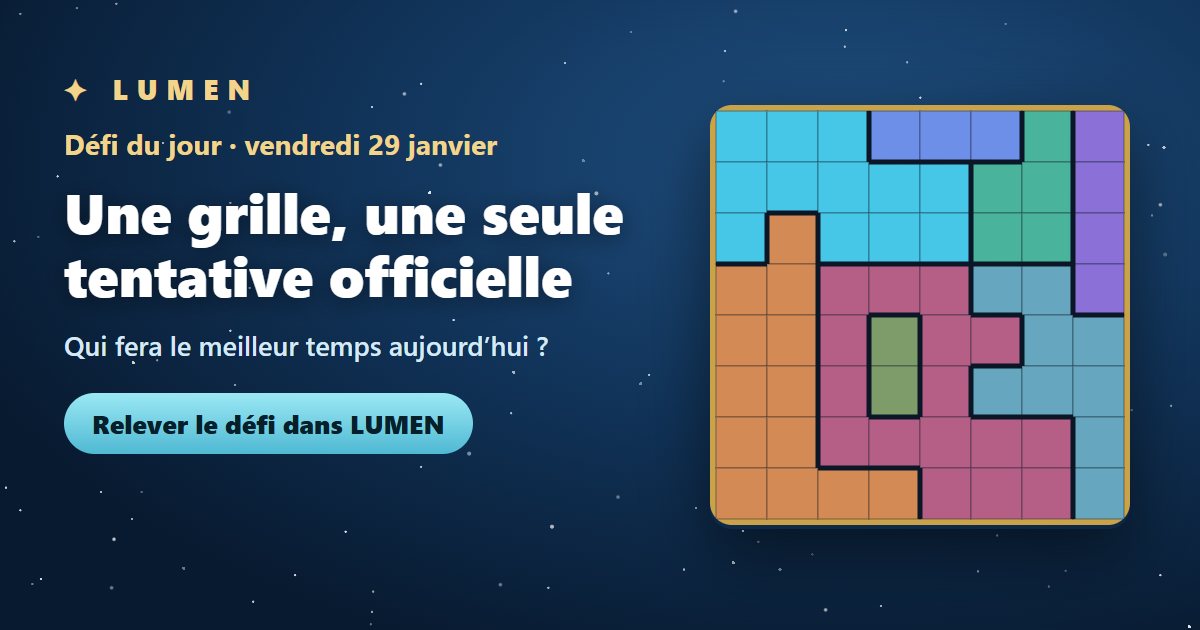 ✦ LUMEN
Défi du jour · vendredi 29 janvier
Une grille, une seule
tentative officielle
Qui fera le meilleur temps aujourd’hui ?
Relever le défi dans LUMEN